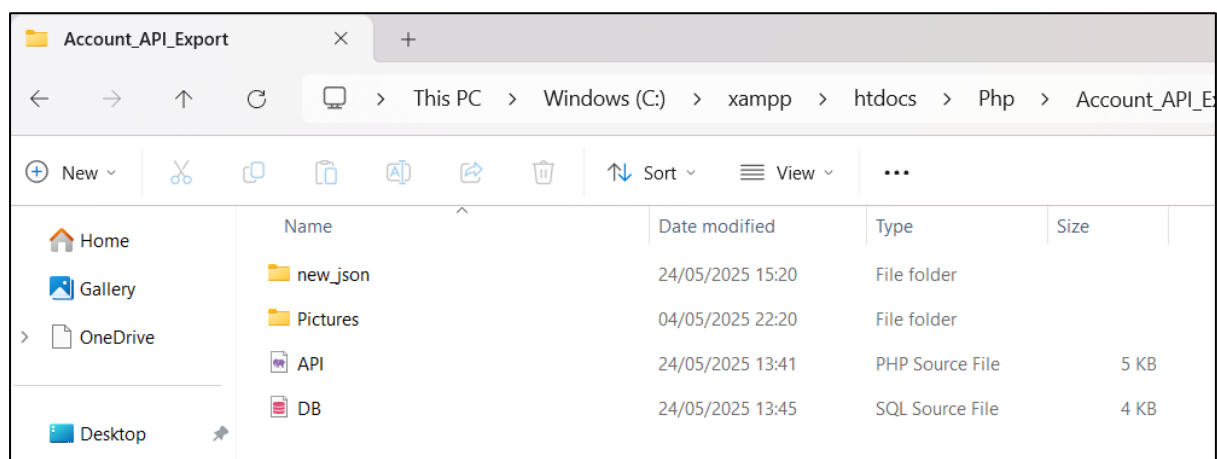 Account_API_Export
This PC > Windows (C:) > xampp > htdocs > Php > Account_API_E
New Sort View
Name Date modified Type Size
Home
Gallery
OneDrive
Desktop
new_json 24/05/2025 15:20 File folder
Pictures 04/05/2025 22:20 File folder
API 24/05/2025 13:41 PHP Source File 5 KB
DB 24/05/2025 13:45 SQL Source File 4 KB